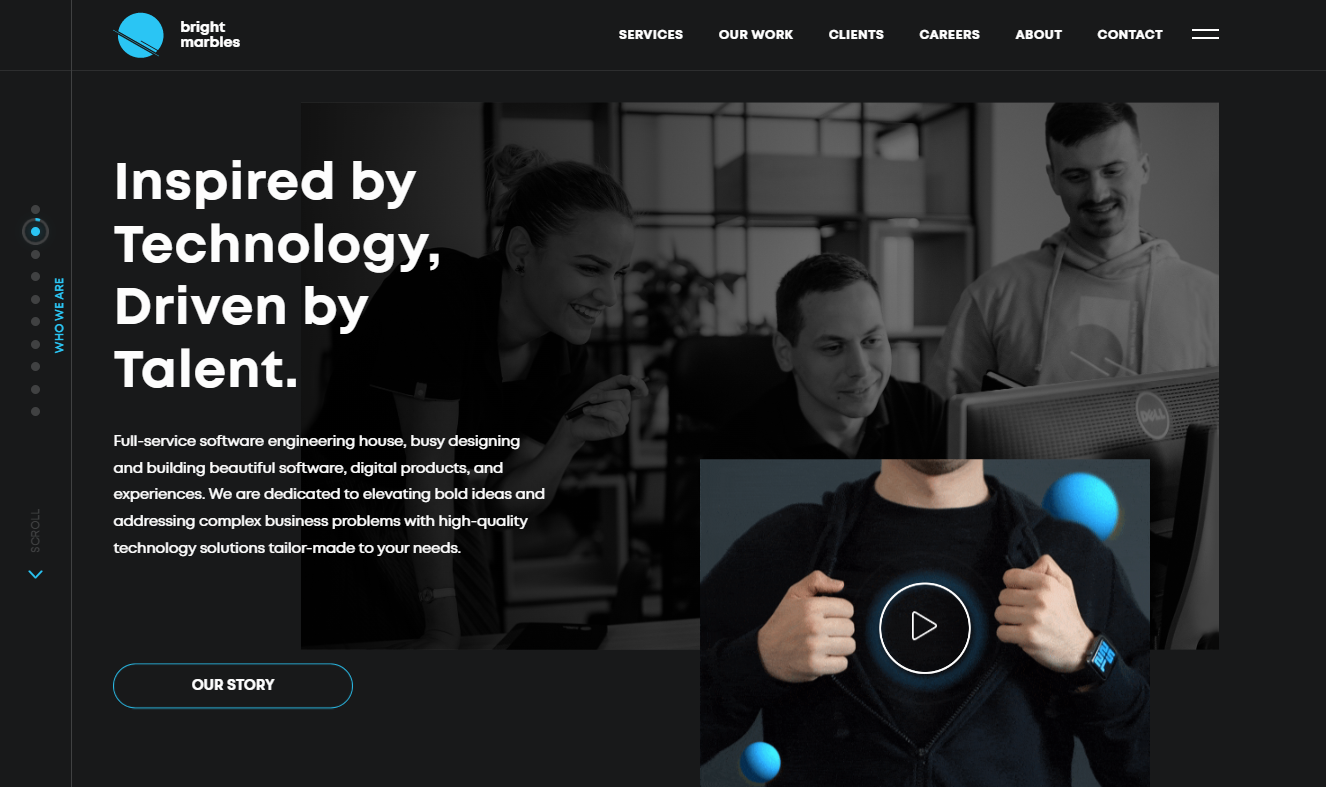 bright
marbles
SERVICES
OUR WORK
CLIENTS
CAREERS
ABOUT
CONTACT
Inspired by
Technology,
Driven by
Talent.
WHO WE ARE
Full-service software engineering house, busy designing
and building beautiful software, digital products, and
experiences. We are dedicated to elevating bold ideas and
addressing complex business problems with high-quality
technology solutions tailor-made to your needs.
SCROLL
OUR STORY
DELL